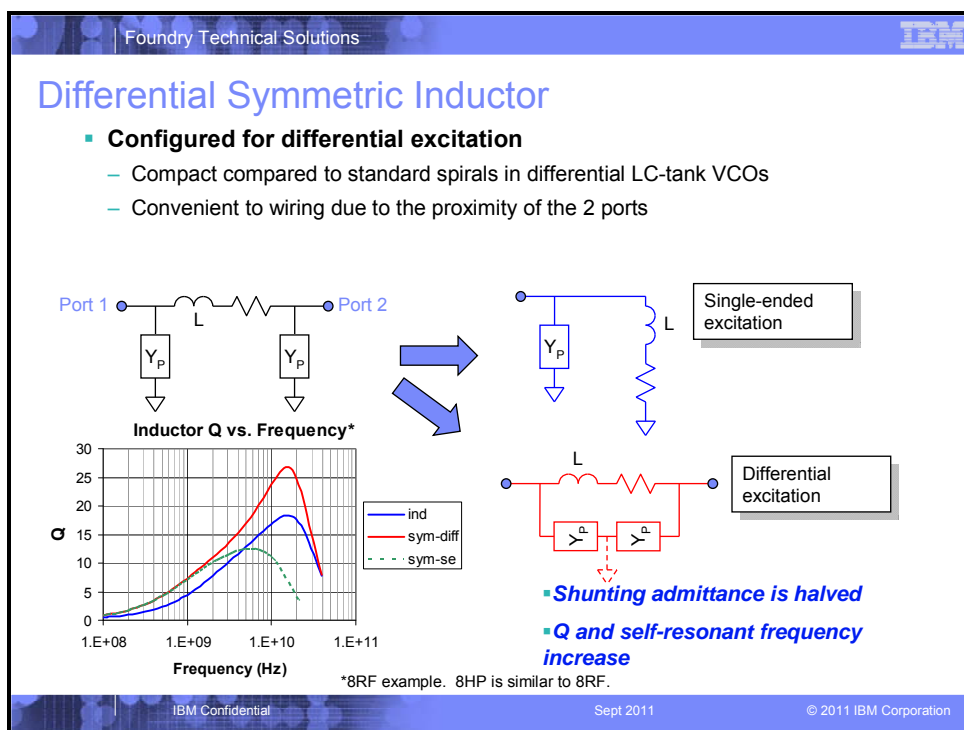 Foundry Technical Solutions
IBM
Differential Symmetric Inductor
▪ Configured for differential excitation
– Compact compared to standard spirals in differential LC-tank VCOs
– Convenient to wiring due to the proximity of the 2 ports
Port 1
L
Port 2
YP
YP
YP
L
Single-ended
excitation
Inductor Q vs. Frequency*
30
25
20
15
10
5
0
Q
1.E+08
1.E+09
1.E+10
1.E+11
Frequency (Hz)
ind
sym-diff
sym-se
L
YP
YP
Differential
excitation
▪Shunting admittance is halved
▪Q and self-resonant frequency
increase
*8RF example. 8HP is similar to 8RF.
IBM Confidential
Sept 2011
© 2011 IBM Corporation